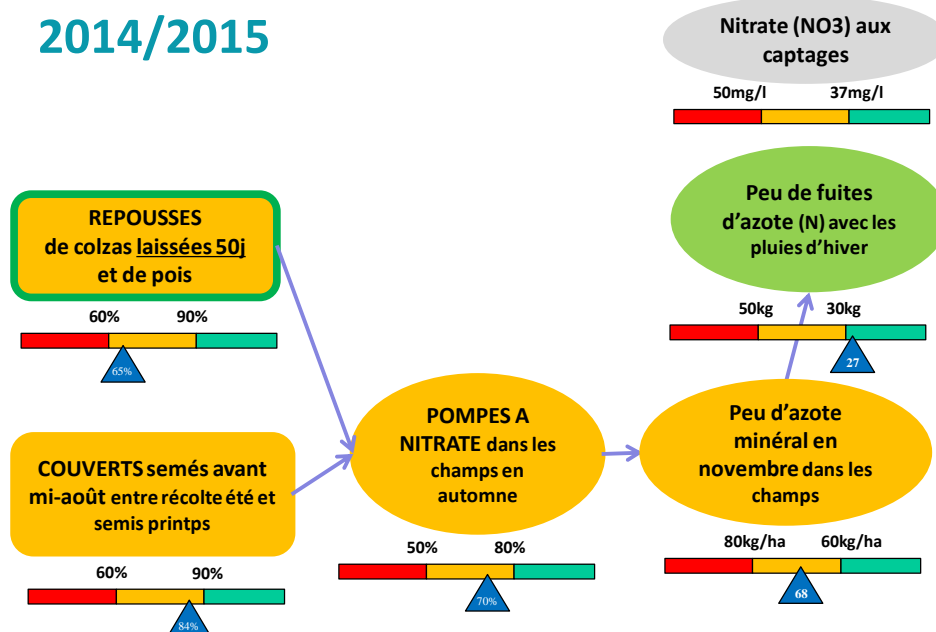 2014/2015
Nitrate (NO3) aux
captages
50mg/l 37mg/l
REPOUSSES
de colzas laissées 50j
et de pois
60% 90%
65%
Peu de fuites
d'azote (N) avec les
pluies d'hiver
50kg 30kg
27
COUVERTS semés avant
mi-août entre récolte été et
semis printps
60% 90%
84%
POMPES A
NITRATE dans les
champs en
automne
50% 80%
70%
Peu d'azote
minéral en
novembre dans les
champs
80kg/ha 60kg/ha
68